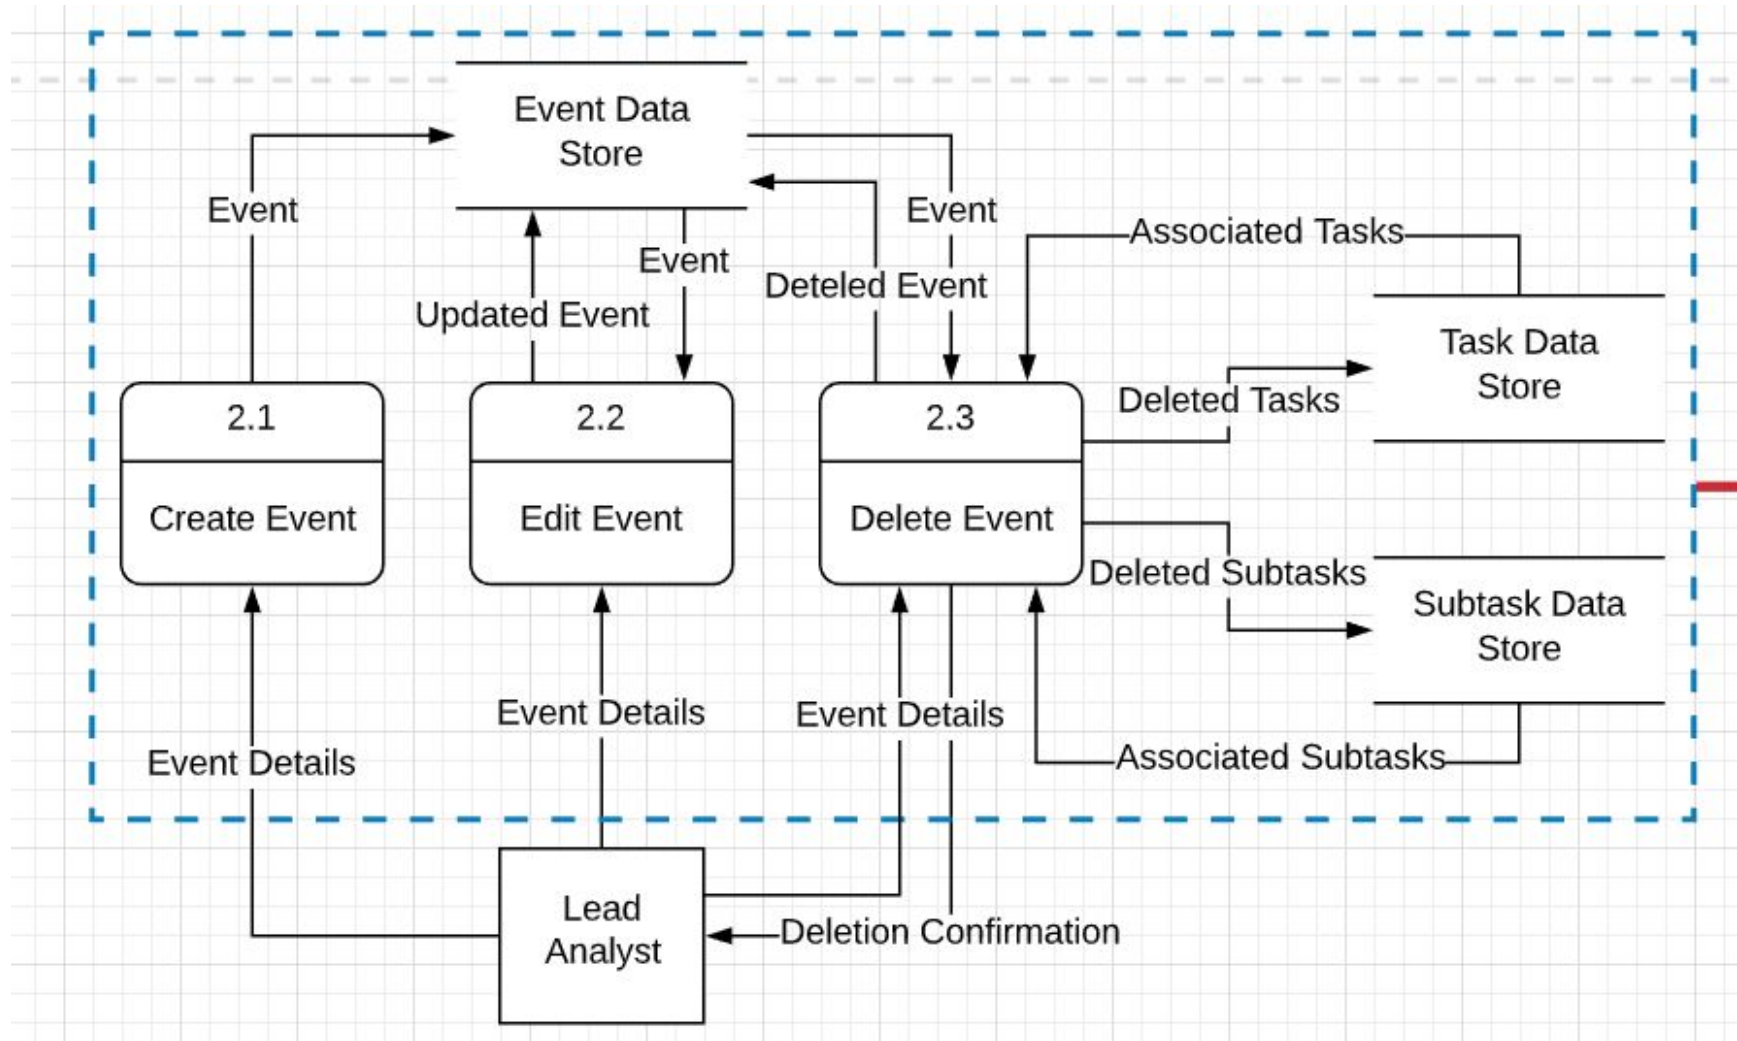 Event Data
Store
Event
Event
Associated Tasks
Event
Deteled Event
Updated Event
Task Data
Store
Deleted Tasks
2.1
2.2
2.3
Create Event
Edit Event
Delete Event
Deleted Subtasks
Subtask Data
Store
Event Details
Event Details
Event Details
Associated Subtasks
Lead
Analyst
Deletion Confirmation